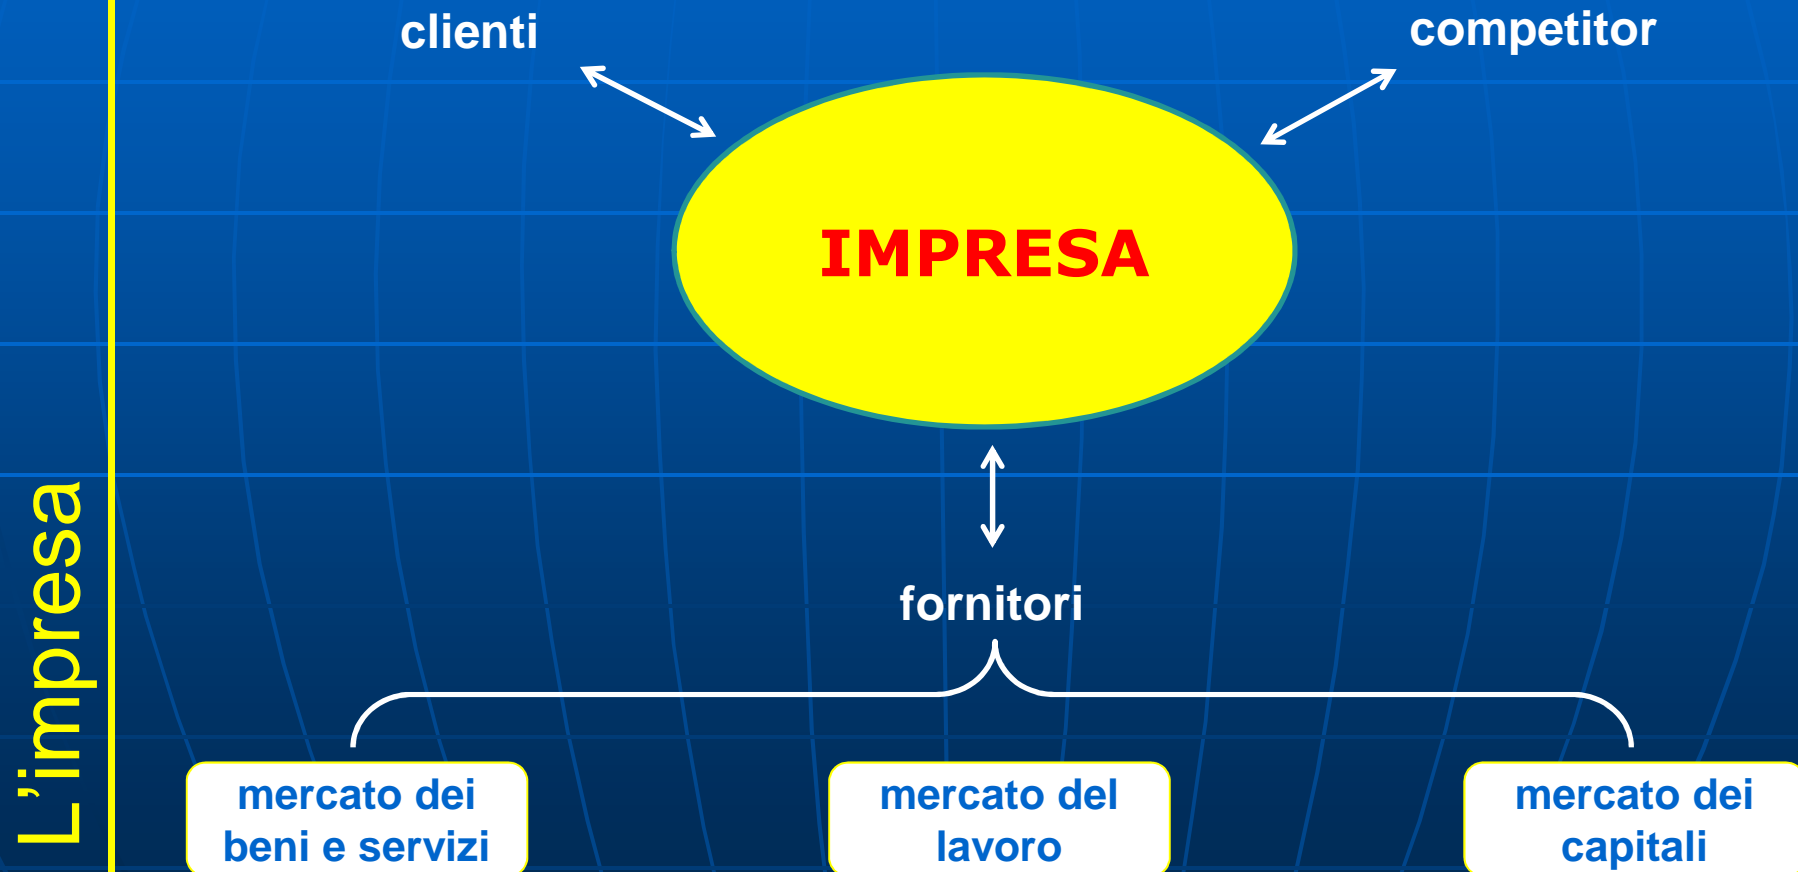 clienti
competitor
IMPRESA
fornitori
L’impresa
mercato dei
beni e servizi
mercato del
lavoro
mercato dei
capitali